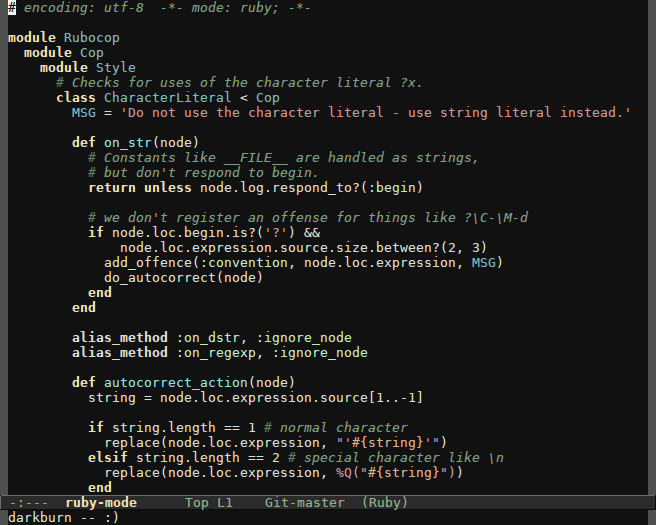 # encoding: utf-8  -*- mode: ruby; -*-

module Rubocop
  module Cop
    module Style
      # Checks for uses of the character literal ?x.
      class CharacterLiteral < Cop
        MSG = 'Do not use the character literal - use string literal instead.'

        def on_str(node)
          # Constants like __FILE__ are handled as strings,
          # but don't respond to begin.
          return unless node.log.respond_to?(:begin)

          # we don't register an offense for things like ?\C-\M-d
          if node.loc.begin.is?('?') &&
              node.loc.expression.source.size.between?(2, 3)
            add_offence(:convention, node.loc.expression, MSG)
            do_autocorrect(node)
          end
        end

        alias_method :on_dstr, :ignore_node
        alias_method :on_regexp, :ignore_node

        def autocorrect_action(node)
          string = node.loc.expression.source[1..-1]

          if string.length == 1 # normal character
            replace(node.loc.expression, "'#{string}'")
          elsif string.length == 2 # special character like \n
            replace(node.loc.expression, %Q("#{string}"))
          end
-:---  ruby-mode      Top L1    Git-master  (Ruby)
darkburn -- :)